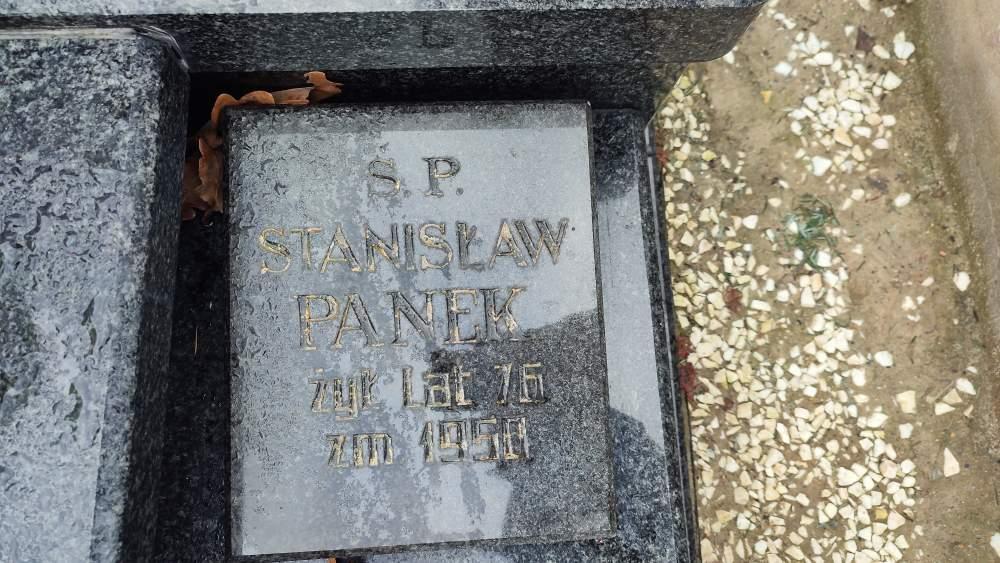 Ś. P.
STANISŁAW
PANEK
żył lat 76
zm 1958